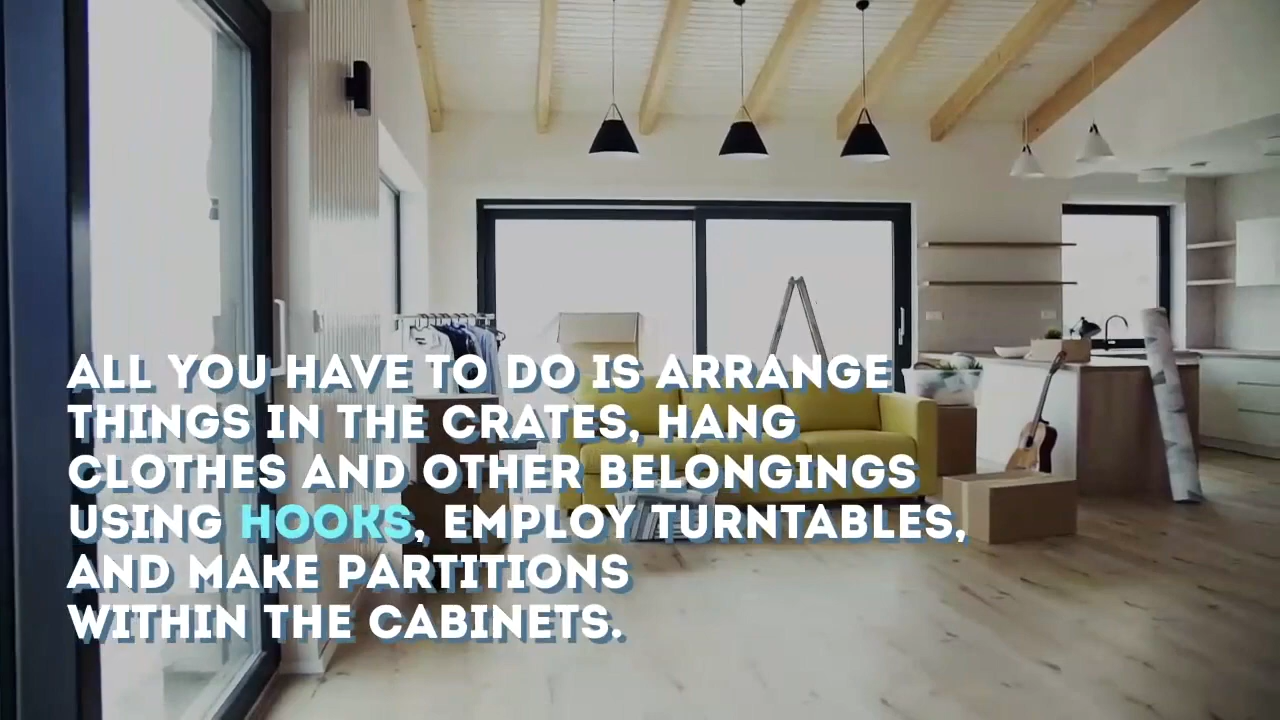 ALL YOU HAVE TO DO IS ARRANGE
THINGS IN THE CRATES, HANG
CLOTHES AND OTHER BELONGINGS
USING HOOKS, EMPLOY TURNTABLES,
AND MAKE PARTITIONS
WITHIN THE CABINETS.